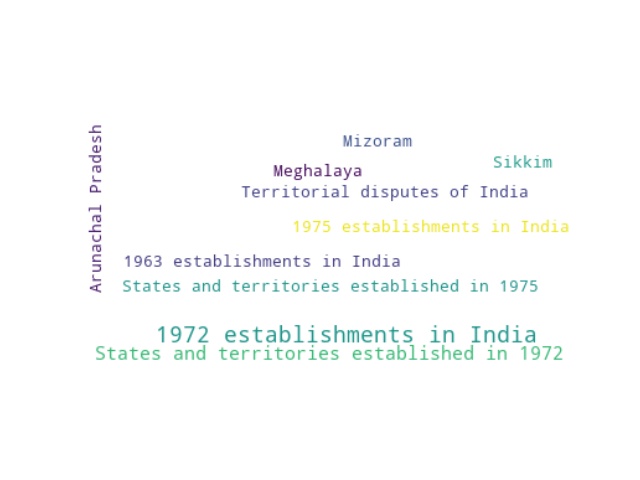 Arunachal Pradesh
Mizoram
Sikkim
Meghalaya
Territorial disputes of India
1975 establishments in India
1963 establishments in India
States and territories established in 1975
1972 establishments in India
States and territories established in 1972